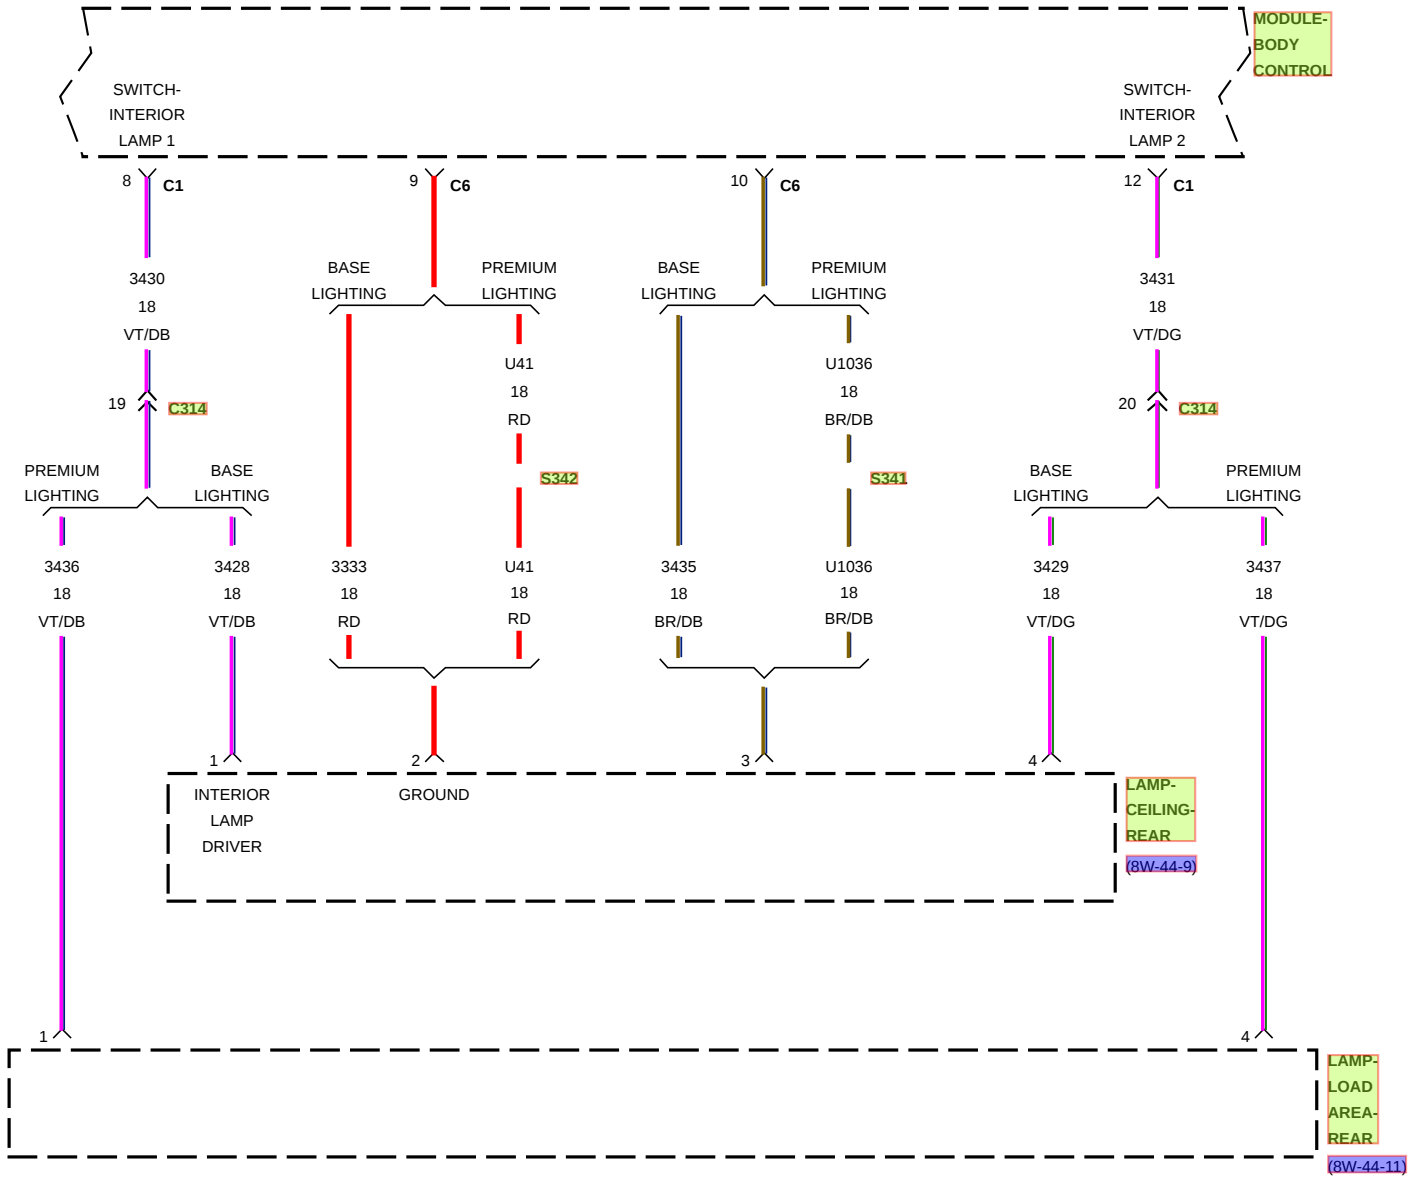 MODULE-
BODY
CONTROL
SWITCH-
INTERIOR
LAMP 1
SWITCH-
INTERIOR
LAMP 2
8
C1
9
C6
10
C6
12
C1
3430
18
VT/DB
BASE
LIGHTING
PREMIUM
LIGHTING
BASE
LIGHTING
PREMIUM
LIGHTING
3431
18
VT/DG
U41
18
RD
U1036
18
BR/DB
19
C314
20
C314
PREMIUM
LIGHTING
BASE
LIGHTING
S342
S341
BASE
LIGHTING
PREMIUM
LIGHTING
3436
18
VT/DB
3428
18
VT/DB
3333
18
RD
U41
18
RD
3435
18
BR/DB
U1036
18
BR/DB
3429
18
VT/DG
3437
18
VT/DG
1
2
3
4
INTERIOR
LAMP
DRIVER
GROUND
LAMP-
CEILING-
REAR
(8W-44-9)
1
4
LAMP-
LOAD
AREA-
REAR
(8W-44-11)